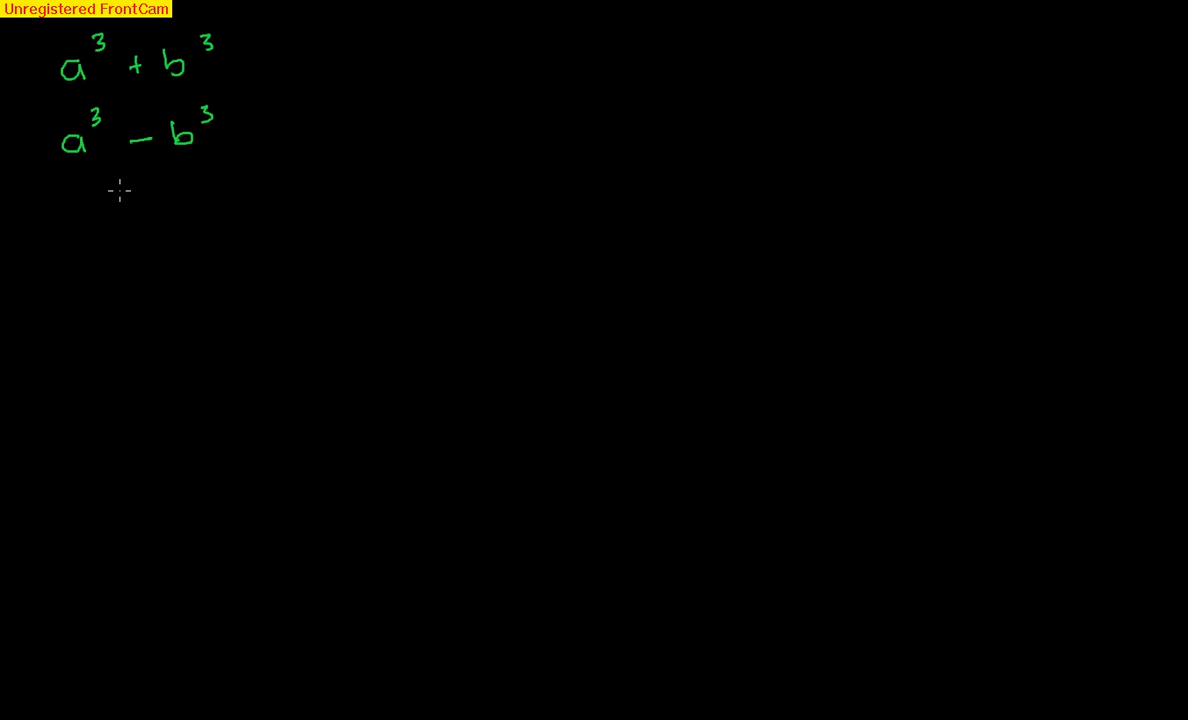 Unregistered FrontCam
a³ + b³
a³ - b³